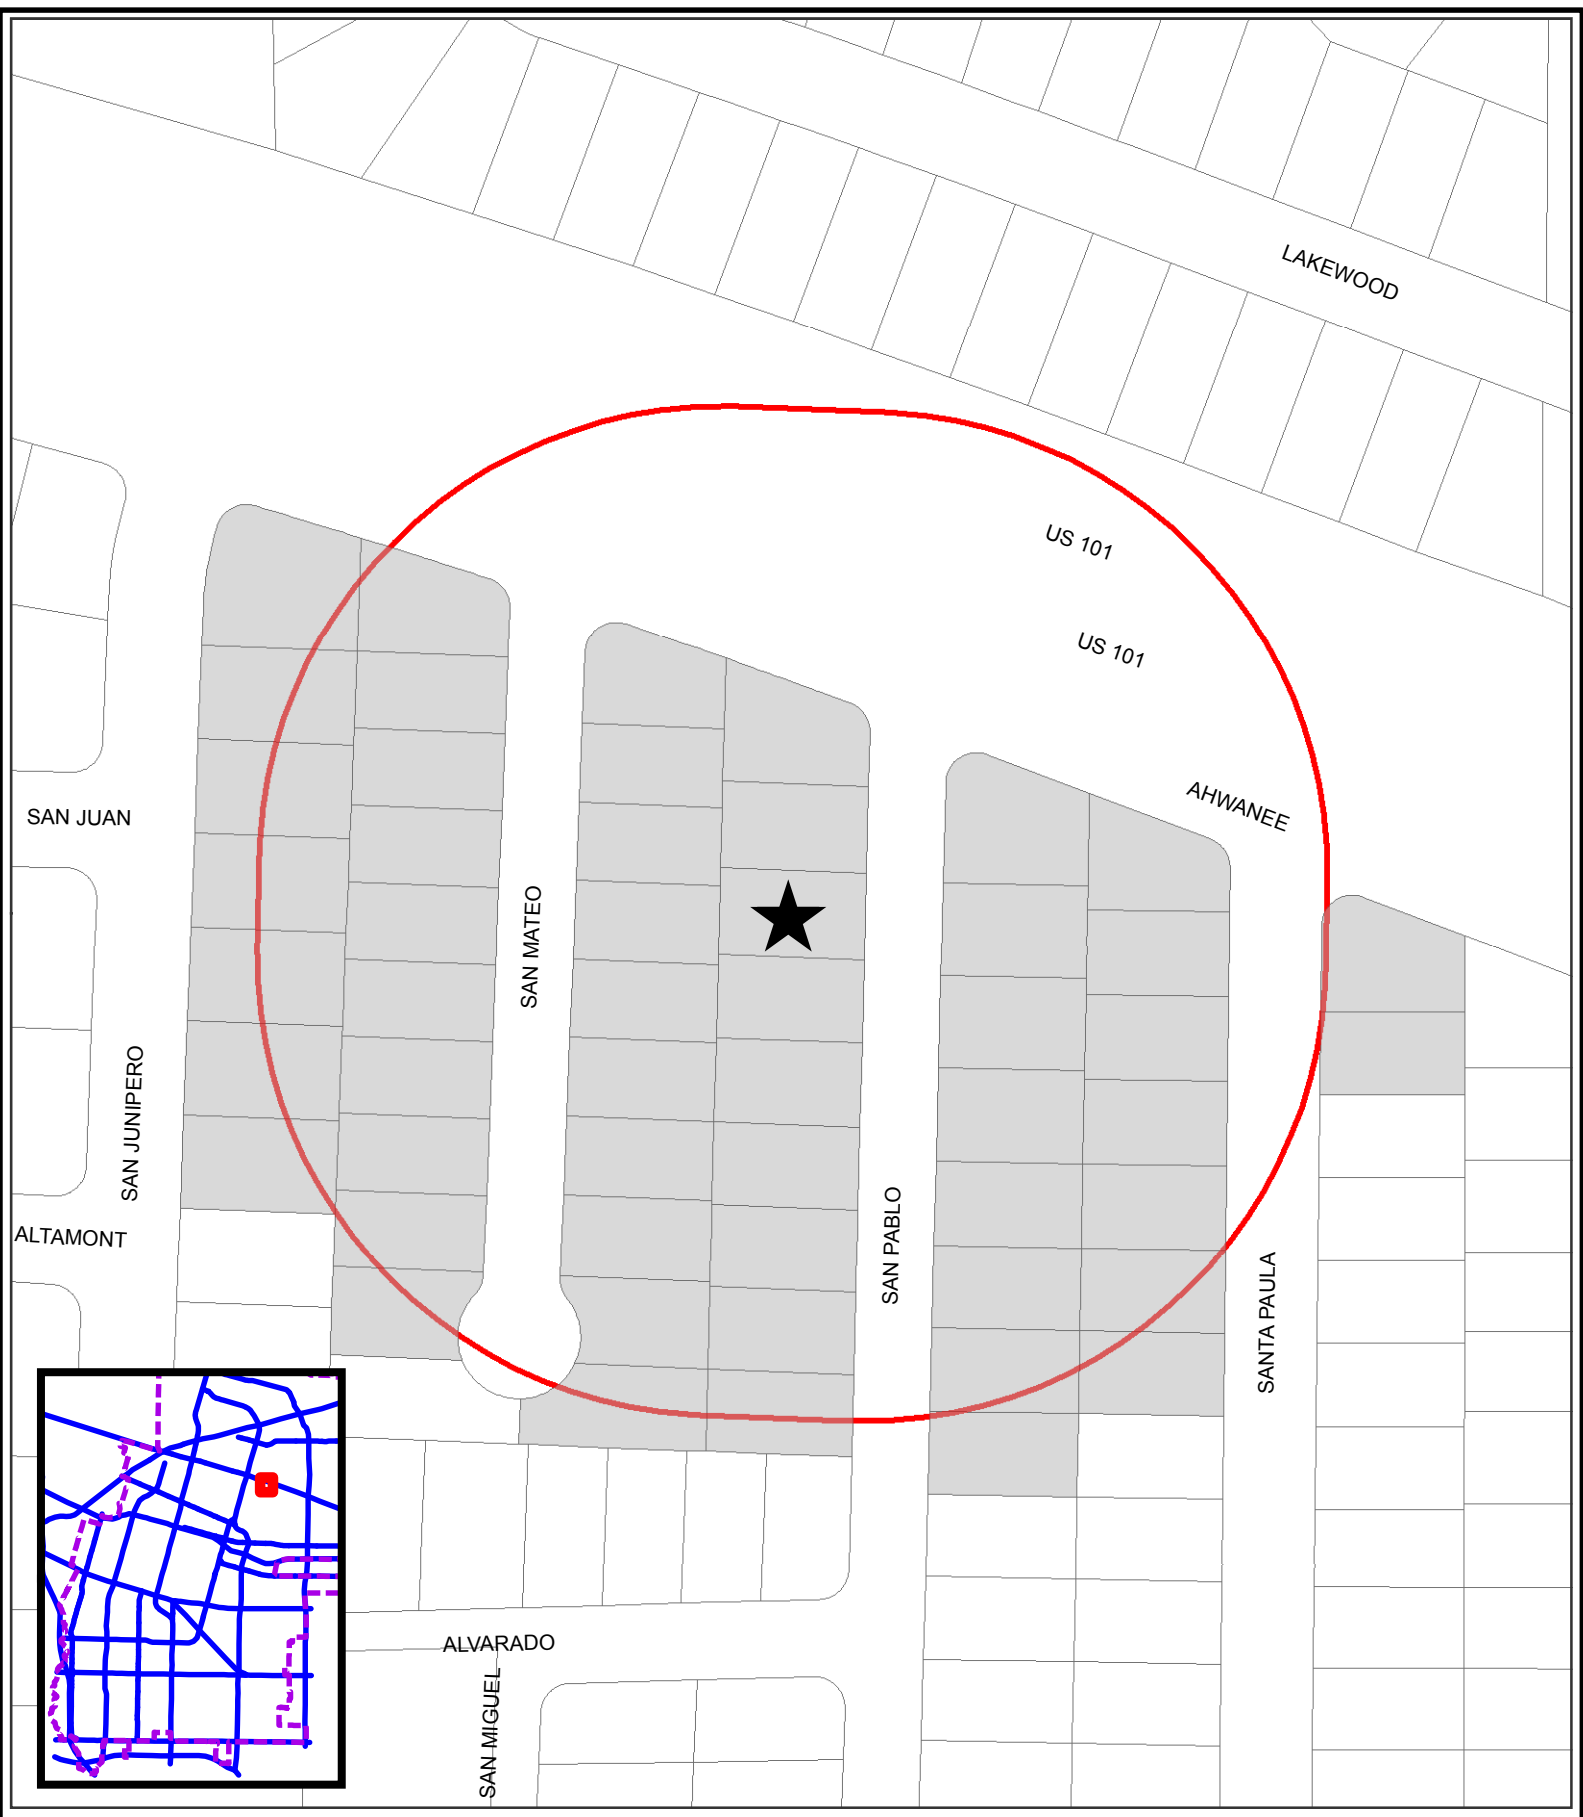 LAKEWOOD
US 101
US 101
AHWANEE
SAN JUAN
SAN MATEO
SAN JUNIPERO
SAN PABLO
ALTAMONT
SANTA PAULA
ALVARADO
SAN MIGUEL